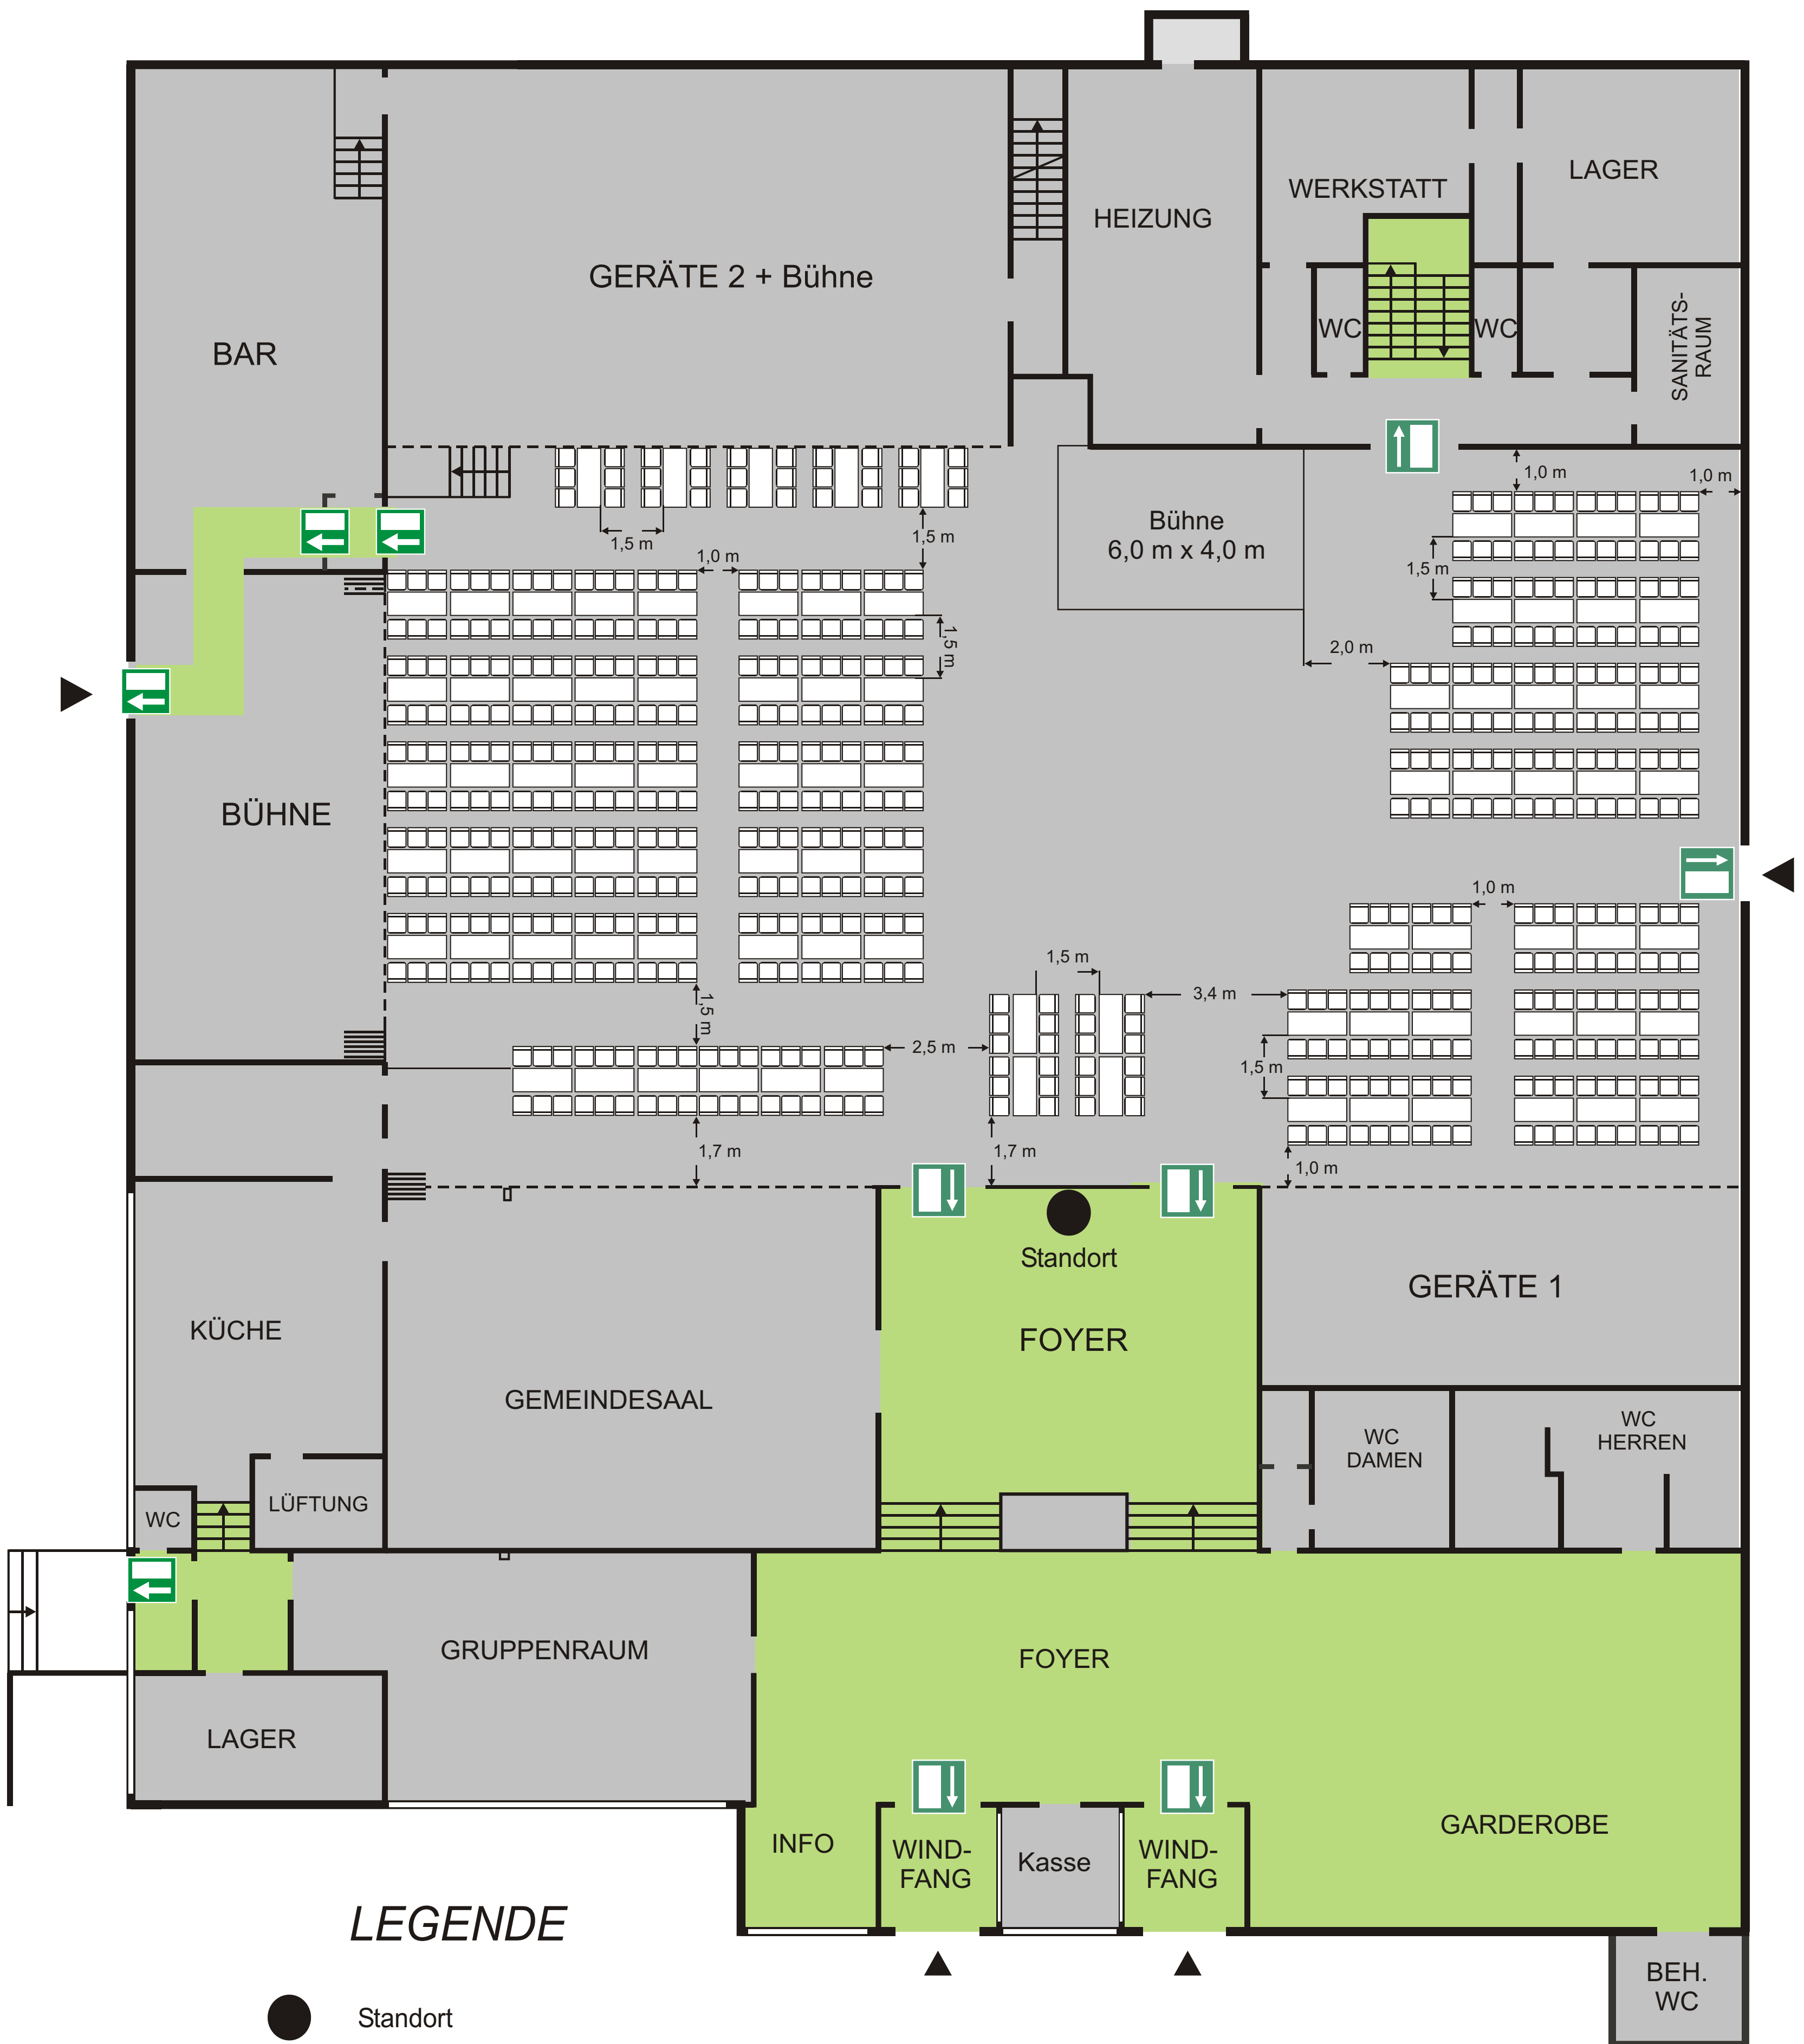 LAGER
WERKSTATT
HEIZUNG
GERÄTE 2 + Bühne
BAR
WC
WC
SANITÄTS-
RAUM
1,0 m
1,0 m
Bühne
6,0 m x 4,0 m
1,5 m
1,5 m
1,0 m
1,5 m
1,5 m
2,0 m
BÜHNE
1,0 m
1,5 m
3,4 m
1,5 m
2,5 m
1,5 m
1,7 m
1,7 m
1,0 m
Standort
GERÄTE 1
KÜCHE
FOYER
GEMEINDESAAL
WC
DAMEN
WC
HERREN
LÜFTUNG
WC
GRUPPENRAUM
FOYER
LAGER
INFO
WIND-
FANG
Kasse
WIND-
FANG
GARDEROBE
LEGENDE
BEH.
WC
Standort